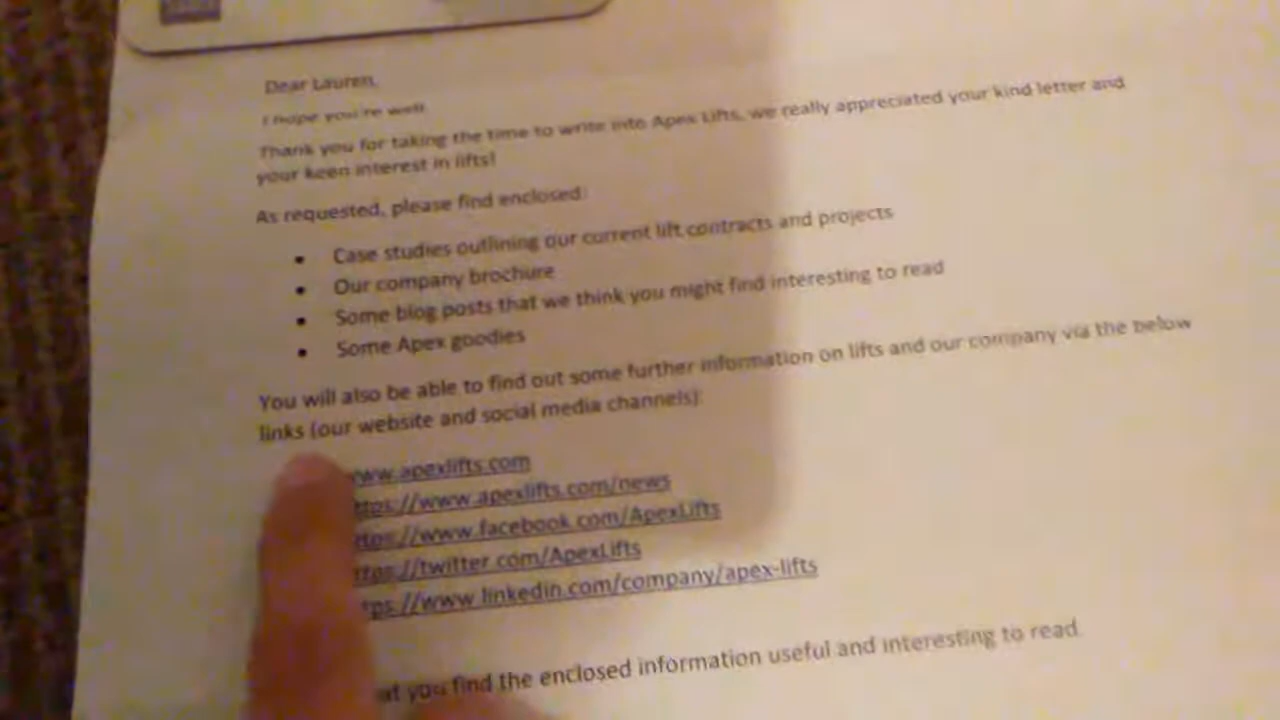 Dear Lauren,
I hope you're well
Thank you for taking the time to write into Apex Lifts, we really appreciated your kind letter and
your keen interest in lifts!
As requested, please find enclosed:
• Case studies outlining our current lift contracts and projects
• Our company brochure
• Some blog posts that we think you might find interesting to read
• Some Apex goodies
You will also be able to find out some further information on lifts and our company via the below
links (our website and social media channels):
www.apexlifts.com
ttps://www.apexlifts.com/news
ttps://www.facebook.com/ApexLifts
ttps://twitter.com/ApexLifts
tps://www.linkedin.com/company/apex-lifts
you find the enclosed information useful and interesting to read